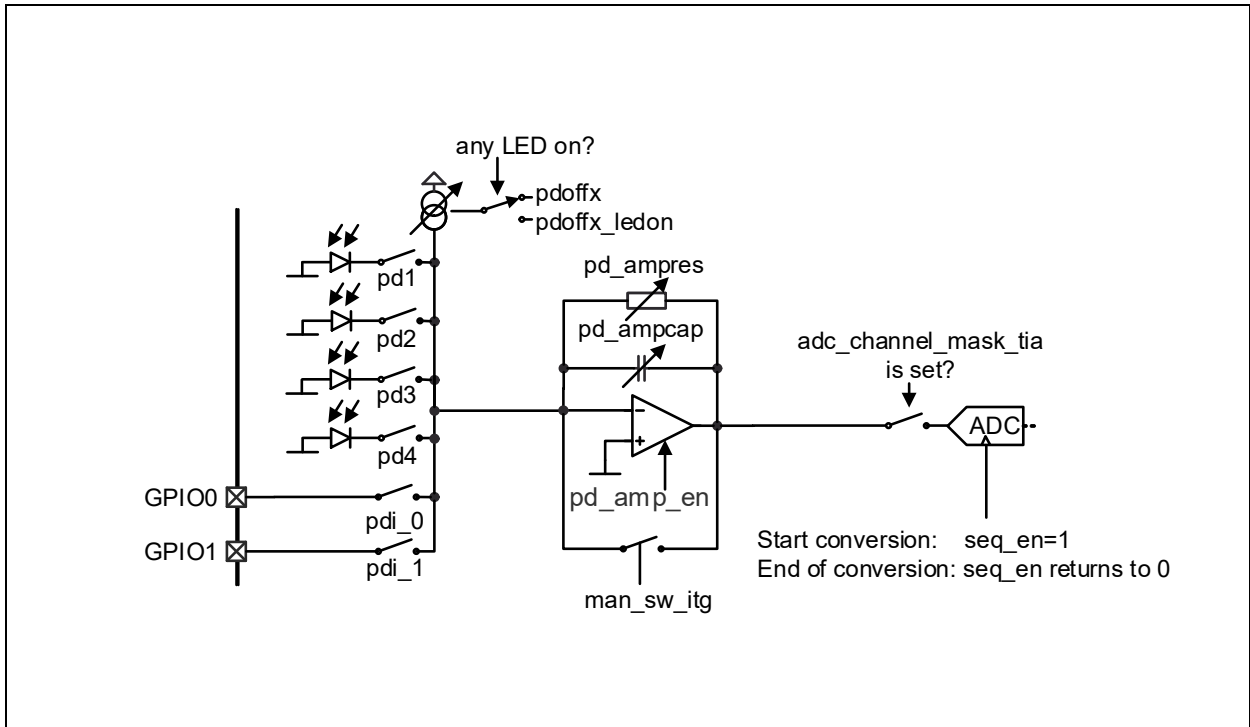 any LED on?
pdoffx
pdoffx_ledon
pd1
pd2
pd3
pd4
GPIO0
pdi_0
GPIO1
pdi_1
pd_ampres
pd_ampcap
pd_amp_en
man_sw_itg
adc_channel_mask_tia
is set?
ADC
Start conversion: seq_en=1
End of conversion: seq_en returns to 0